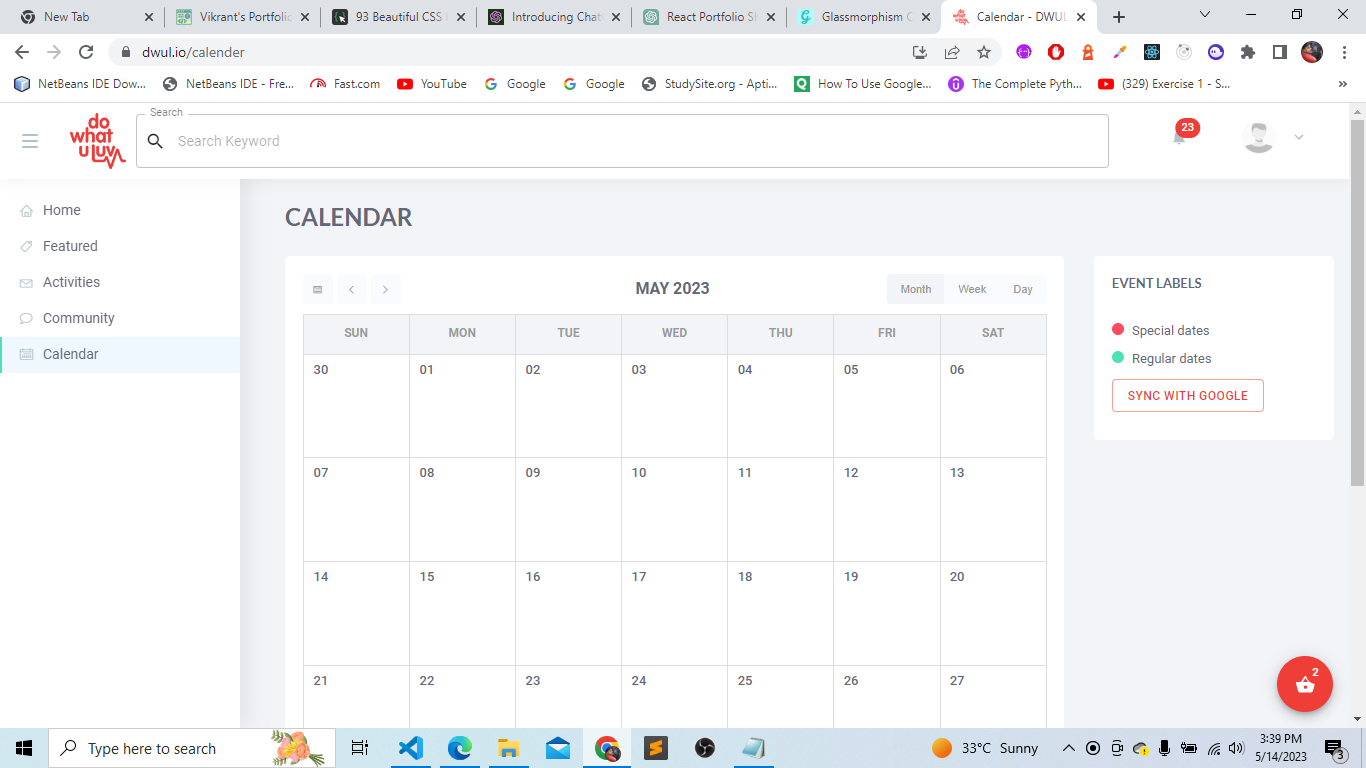 New Tab
Vikrant's Portfolio
93 Beautiful CSS
Introducing Chat
React Portfolio S
Glassmorphism C
Calendar - DWUL
dwul.io/calender
NetBeans IDE Dow...
NetBeans IDE - Fre...
Fast.com
YouTube
Google
Google
StudySite.org - Apti...
How To Use Google...
The Complete Pyth...
(329) Exercise 1 - S...
»
do
what
u luv
Search
Search Keyword
23
Home
Featured
Activities
Community
Calendar
CALENDAR
MAY 2023
Month Week Day
SUN MON TUE WED THU FRI SAT
30 01 02 03 04 05 06
07 08 09 10 11 12 13
14 15 16 17 18 19 20
21 22 23 24 25 26 27
EVENT LABELS
Special dates
Regular dates
SYNC WITH GOOGLE
2
Type here to search
33°C Sunny
3:39 PM
5/14/2023
3